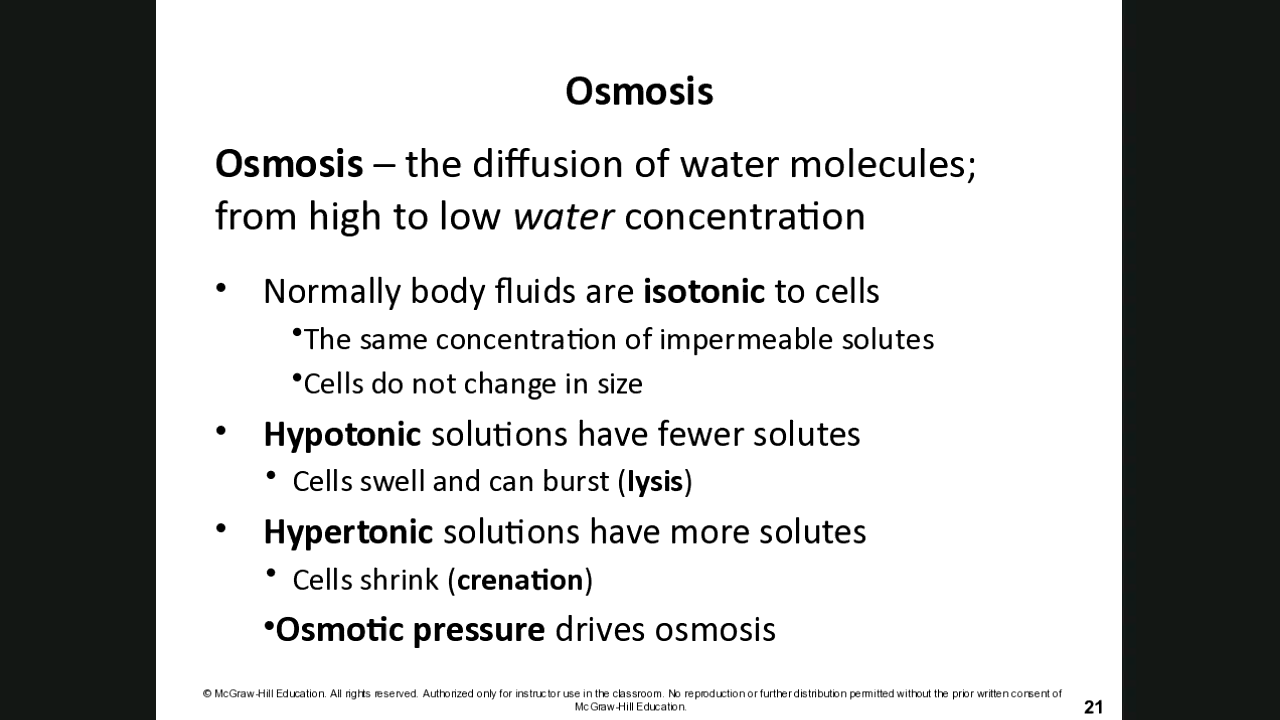 Osmosis
Osmosis – the diffusion of water molecules;
from high to low water concentration
• Normally body fluids are isotonic to cells
•The same concentration of impermeable solutes
•Cells do not change in size
• Hypotonic solutions have fewer solutes
• Cells swell and can burst (lysis)
• Hypertonic solutions have more solutes
• Cells shrink (crenation)
•Osmotic pressure drives osmosis
© McGraw-Hill Education. All rights reserved. Authorized only for instructor use in the classroom. No reproduction or further distribution permitted without the prior written consent of
McGraw-Hill Education.
21